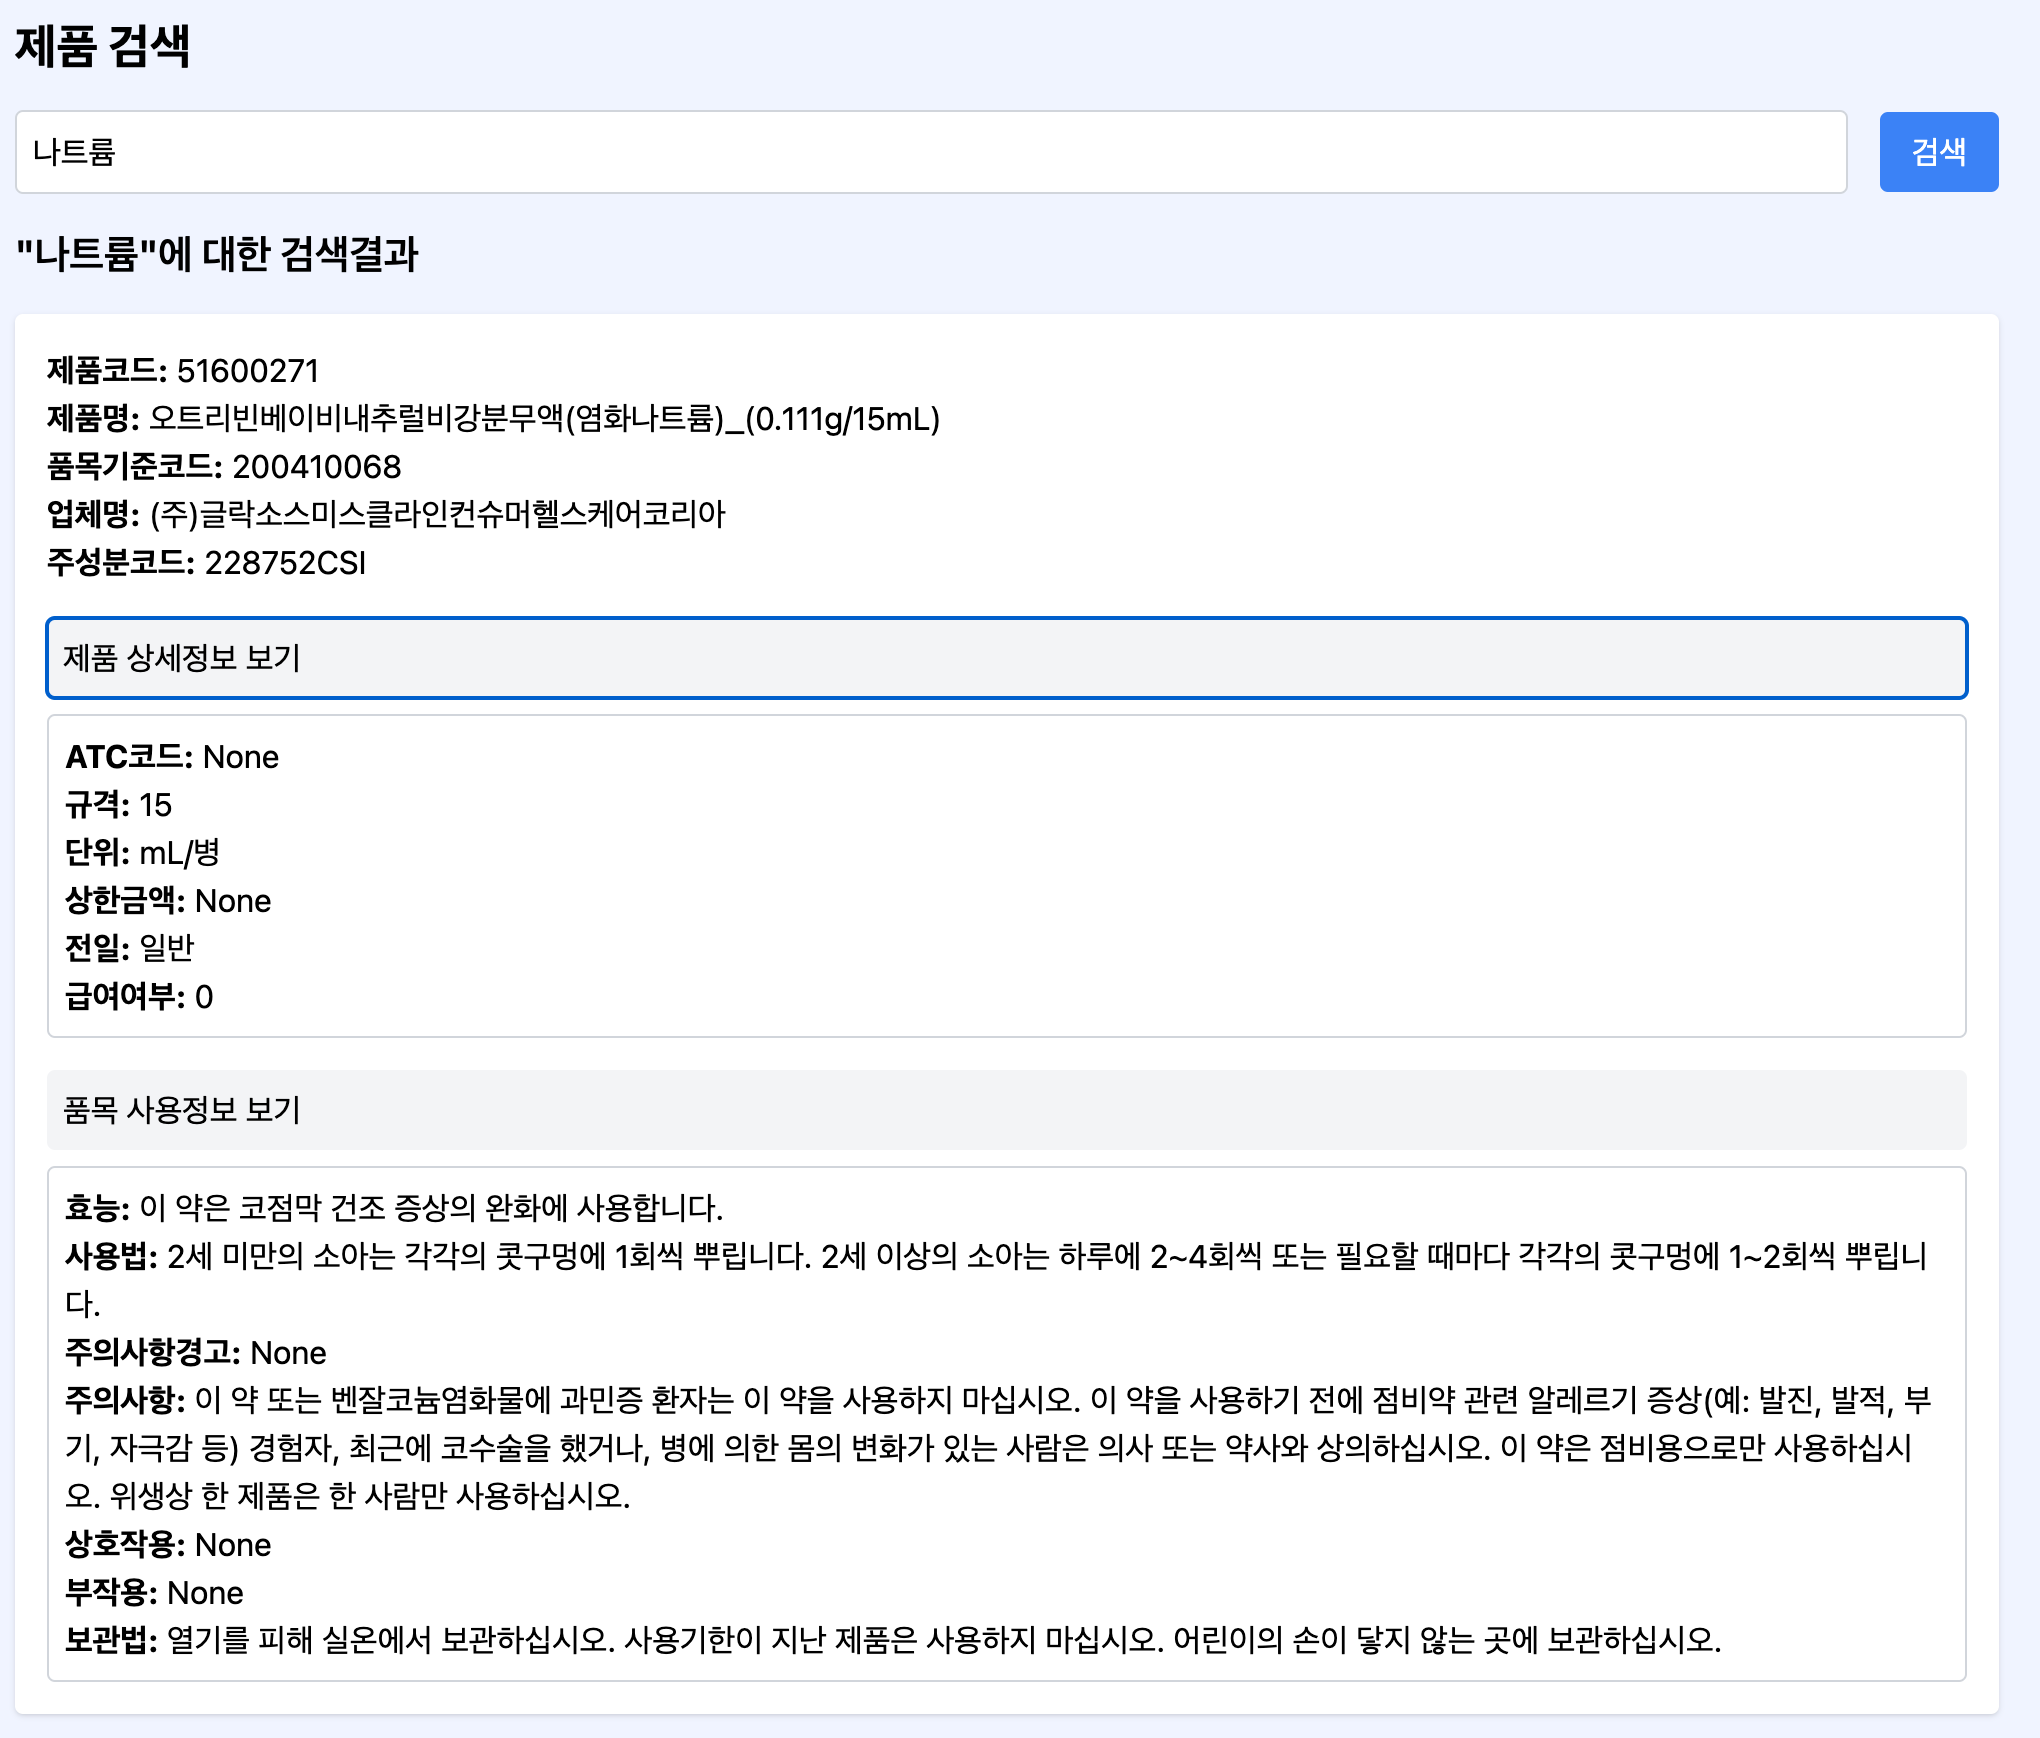 제품 검색
나트륨
검색
"나트륨"에 대한 검색결과
제품코드: 51600271
제품명: 오트리빈베이비내추럴비강분무액(염화나트륨)_(0.111g/15mL)
품목기준코드: 200410068
업체명: (주)글락소스미스클라인컨슈머헬스케어코리아
주성분코드: 228752CSI
제품 상세정보 보기
ATC코드: None
규격: 15
단위: mL/병
상한금액: None
전일: 일반
급여여부: 0
품목 사용정보 보기
효능: 이 약은 코점막 건조 증상의 완화에 사용합니다.
사용법: 2세 미만의 소아는 각각의 콧구멍에 1회씩 뿌립니다. 2세 이상의 소아는 하루에 2~4회씩 또는 필요할 때마다 각각의 콧구멍에 1~2회씩 뿌립니
다.
주의사항경고: None
주의사항: 이 약 또는 벤잘코늄염화물에 과민증 환자는 이 약을 사용하지 마십시오. 이 약을 사용하기 전에 점비약 관련 알레르기 증상(예: 발진, 발적, 부
기, 자극감 등) 경험자, 최근에 코수술을 했거나, 병에 의한 몸의 변화가 있는 사람은 의사 또는 약사와 상의하십시오. 이 약은 점비용으로만 사용하십시
오. 위생상 한 제품은 한 사람만 사용하십시오.
상호작용: None
부작용: None
보관법: 열기를 피해 실온에서 보관하십시오. 사용기한이 지난 제품은 사용하지 마십시오. 어린이의 손이 닿지 않는 곳에 보관하십시오.